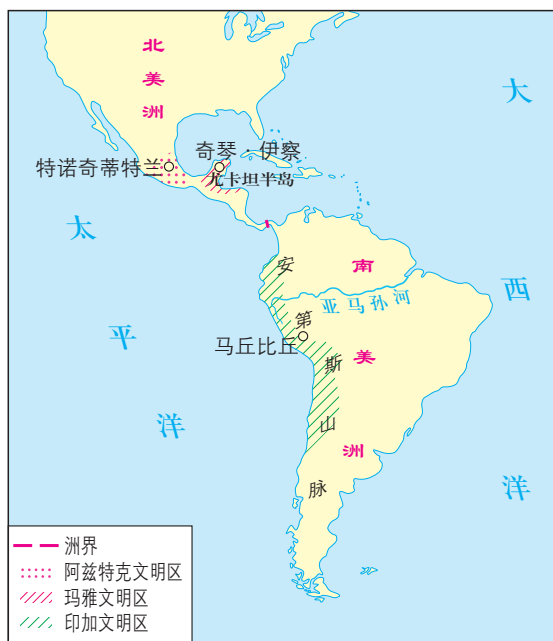 北美洲
大西洋
奇琴·伊察
特诺奇蒂特兰
尤卡坦半岛
太平洋
南美洲
安第斯山脉
亚马孙河
马丘比丘
洲界
阿兹特克文明区
玛雅文明区
印加文明区